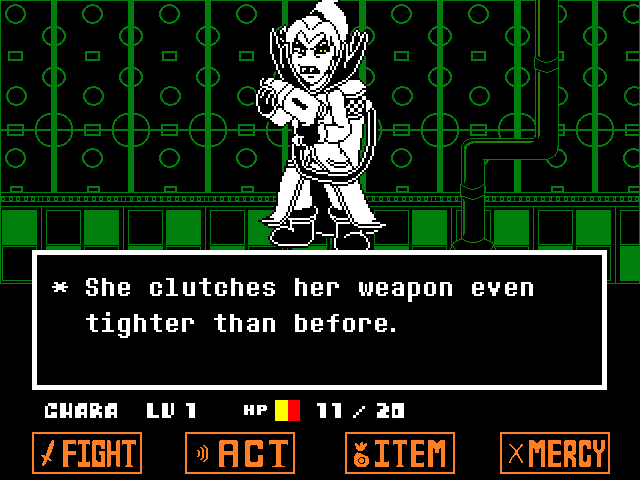 * She clutches her weapon even
tighter than before.
CHARA LV 1 HP 11 / 20
FIGHT ACT ITEM MERCY